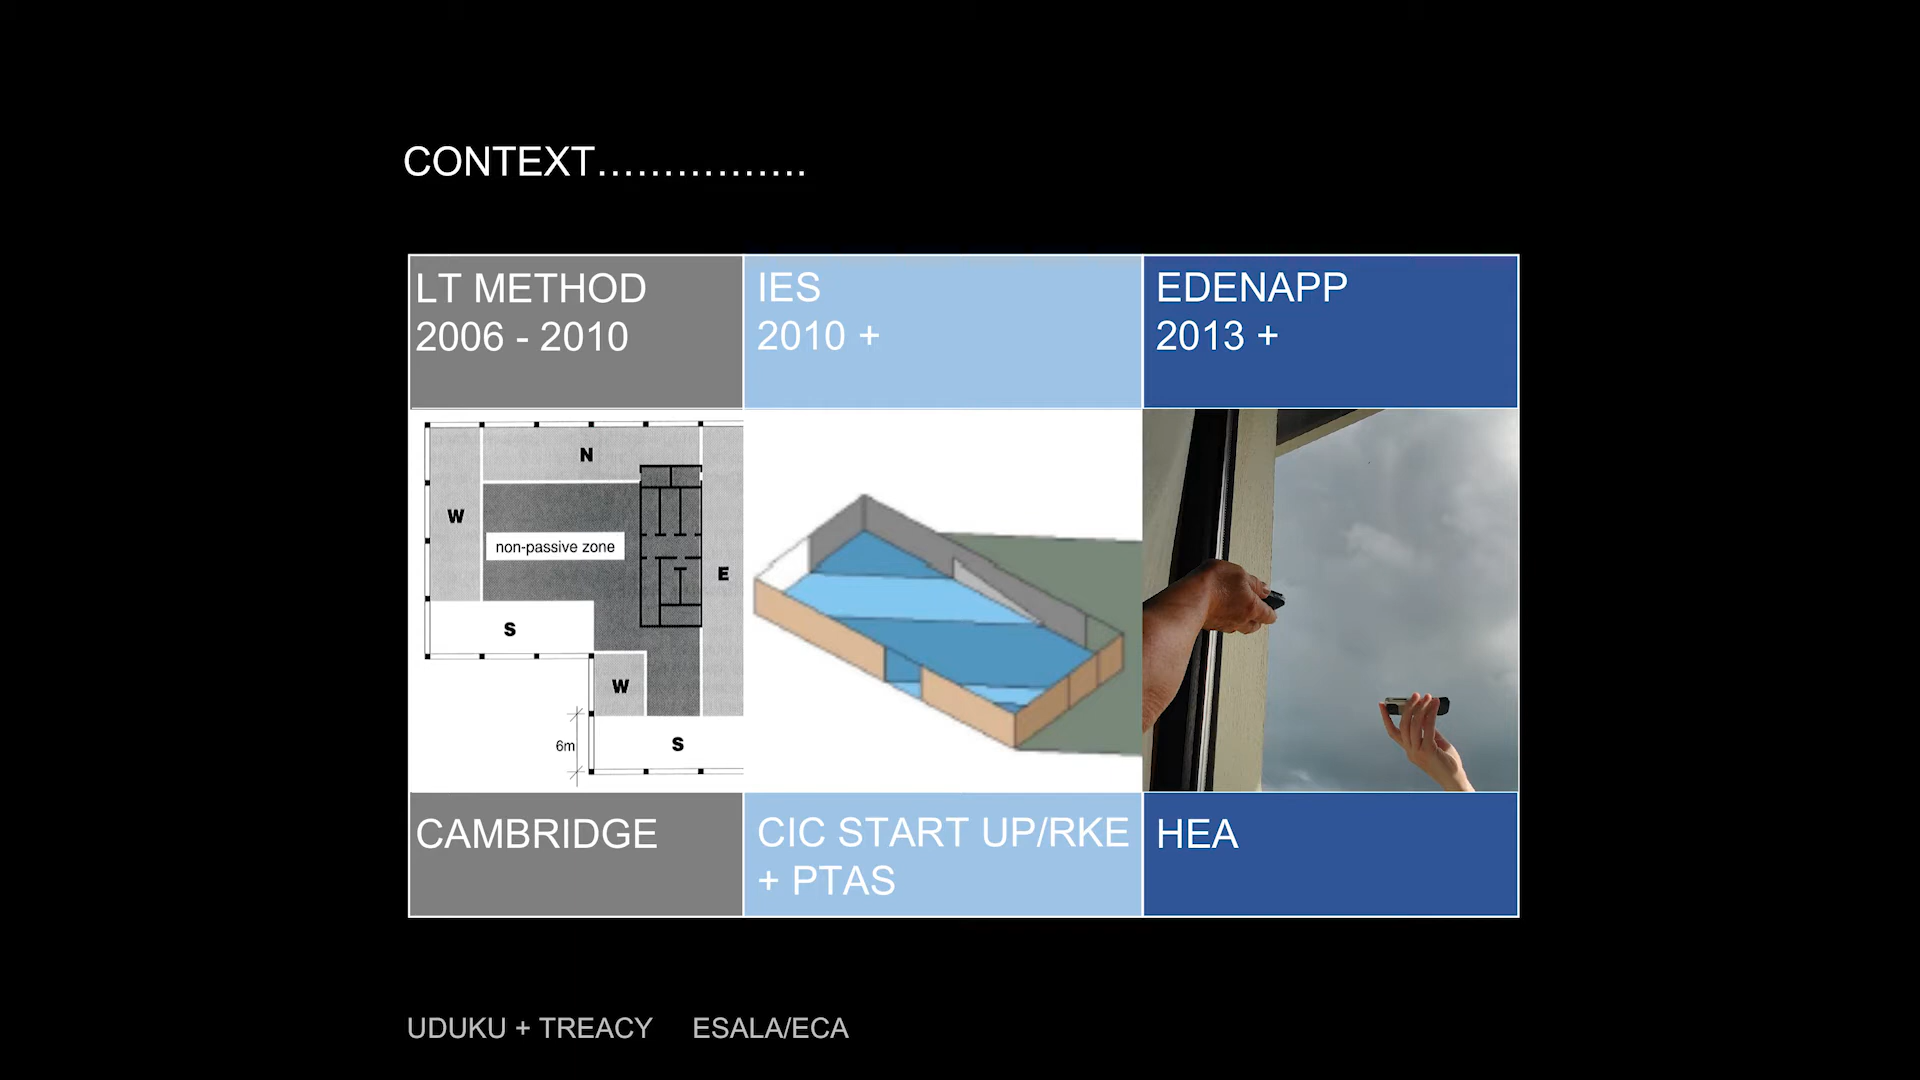 CONTEXT................
LT METHOD
2006 - 2010
IES
2010 +
EDENAPP
2013 +
N
W
non-passive zone
E
S
W
6m
S
CAMBRIDGE
CIC START UP/RKE
+ PTAS
HEA
UDUKU + TREACY ESALA/ECA